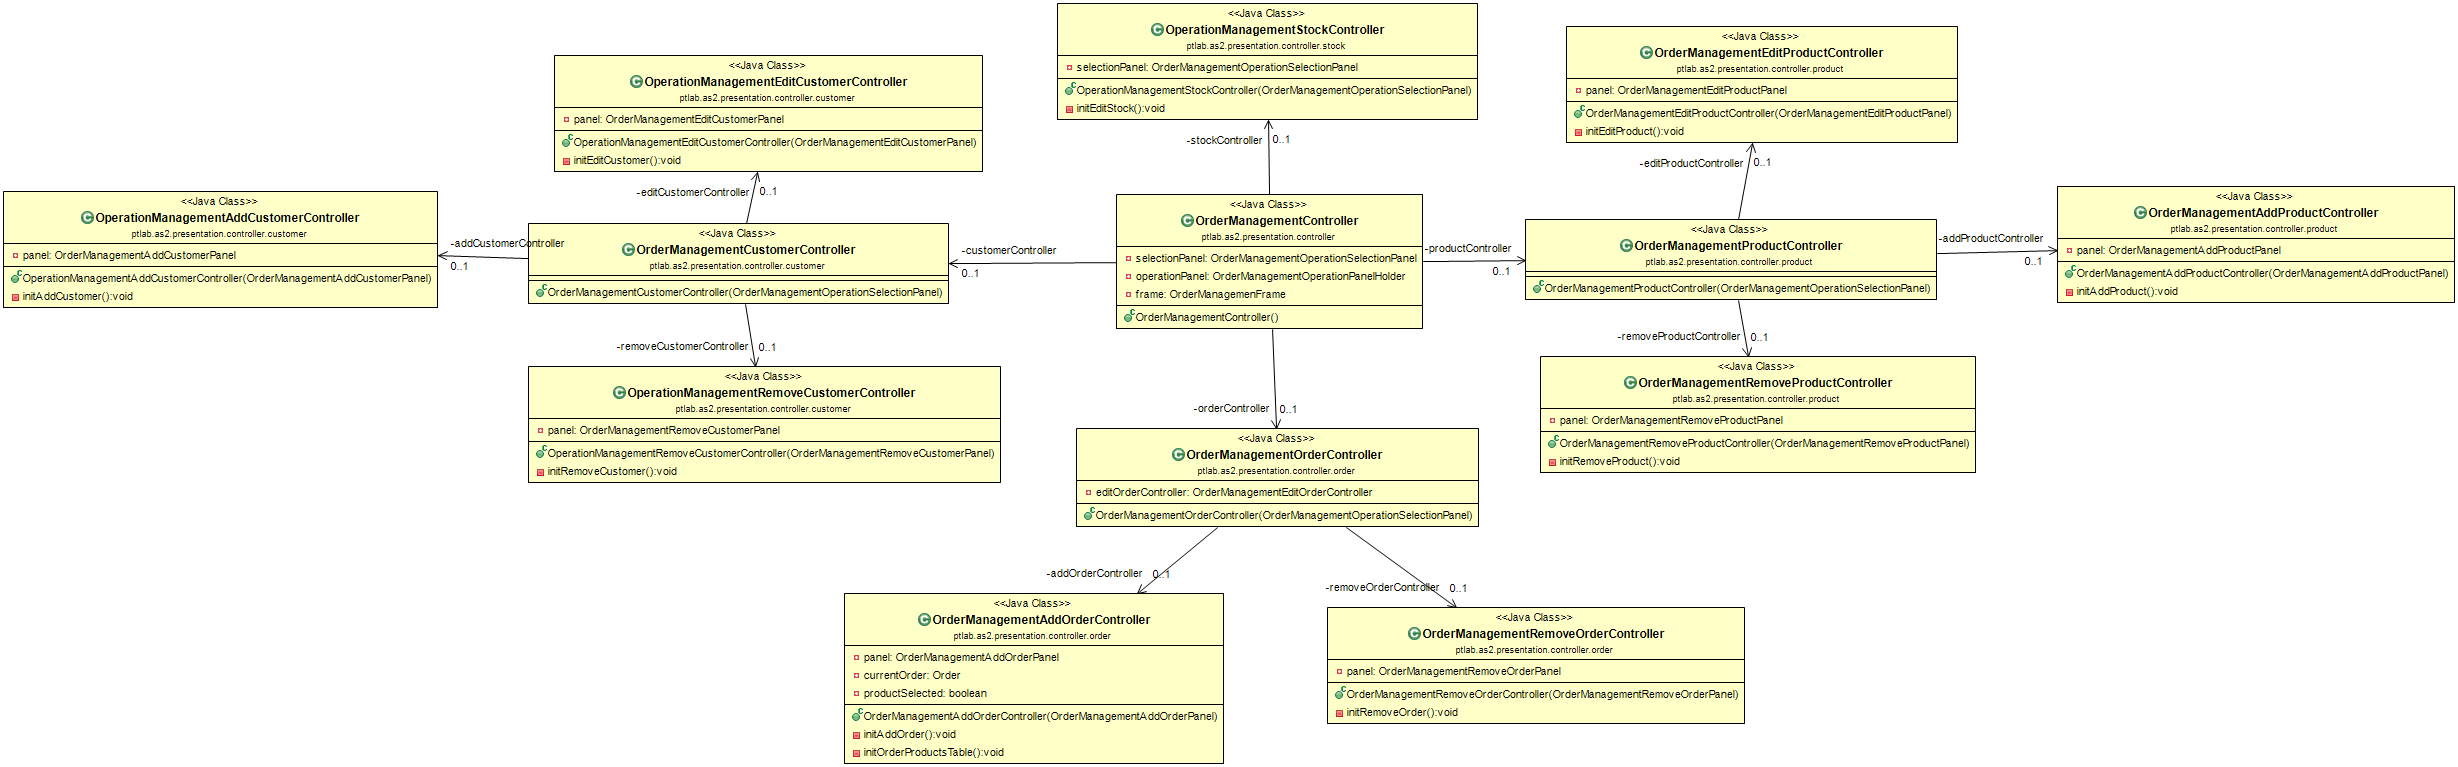 <<Java Class>>
OperationManagementStockController
ptlab.as2.presentation.controller.stock
selectionPanel: OrderManagementOperationSelectionPanel
OperationManagementStockController(OrderManagementOperationSelectionPanel)
initEditStock():void
<<Java Class>>
OrderManagementEditProductController
ptlab.as2.presentation.controller.product
panel: OrderManagementEditProductPanel
OrderManagementEditProductController(OrderManagementEditProductPanel)
initEditProduct():void
<<Java Class>>
OperationManagementEditCustomerController
ptlab.as2.presentation.controller.customer
panel: OrderManagementEditCustomerPanel
OperationManagementEditCustomerController(OrderManagementEditCustomerPanel)
initEditCustomer():void
-stockController 0..1
-editProductController 0..1
-editCustomerController 0..1
<<Java Class>>
OperationManagementAddCustomerController
ptlab.as2.presentation.controller.customer
panel: OrderManagementAddCustomerPanel
OperationManagementAddCustomerController(OrderManagementAddCustomerPanel)
initAddCustomer():void
-addCustomerController
0..1
<<Java Class>>
OrderManagementCustomerController
ptlab.as2.presentation.controller.customer
OrderManagementCustomerController(OrderManagementOperationSelectionPanel)
-customerController
0..1
<<Java Class>>
OrderManagementController
ptlab.as2.presentation.controller
selectionPanel: OrderManagementOperationSelectionPanel
operationPanel: OrderManagementOperationPanelHolder
frame: OrderManagemenFrame
OrderManagementController()
-productController
0..1
<<Java Class>>
OrderManagementProductController
ptlab.as2.presentation.controller.product
OrderManagementProductController(OrderManagementOperationSelectionPanel)
-addProductController
0..1
<<Java Class>>
OrderManagementAddProductController
ptlab.as2.presentation.controller.product
panel: OrderManagementAddProductPanel
OrderManagementAddProductController(OrderManagementAddProductPanel)
initAddProduct():void
-removeCustomerController 0..1
-removeProductController 0..1
<<Java Class>>
OperationManagementRemoveCustomerController
ptlab.as2.presentation.controller.customer
panel: OrderManagementRemoveCustomerPanel
OperationManagementRemoveCustomerController(OrderManagementRemoveCustomerPanel)
initRemoveCustomer():void
<<Java Class>>
OrderManagementRemoveProductController
ptlab.as2.presentation.controller.product
panel: OrderManagementRemoveProductPanel
OrderManagementRemoveProductController(OrderManagementRemoveProductPanel)
initRemoveProduct():void
-orderController 0..1
<<Java Class>>
OrderManagementOrderController
ptlab.as2.presentation.controller.order
editOrderController: OrderManagementEditOrderController
OrderManagementOrderController(OrderManagementOperationSelectionPanel)
-addOrderController 0..1
-removeOrderController 0..1
<<Java Class>>
OrderManagementAddOrderController
ptlab.as2.presentation.controller.order
panel: OrderManagementAddOrderPanel
currentOrder: Order
productSelected: boolean
OrderManagementAddOrderController(OrderManagementAddOrderPanel)
initAddOrder():void
initOrderProductsTable():void
<<Java Class>>
OrderManagementRemoveOrderController
ptlab.as2.presentation.controller.order
panel: OrderManagementRemoveOrderPanel
OrderManagementRemoveOrderController(OrderManagementRemoveOrderPanel)
initRemoveOrder():void